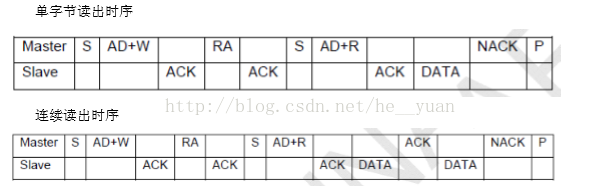 单字节读出时序
Master S AD+W RA S AD+R NACK P
Slave ACK ACK ACK DATA
http://blog.csdn.net/he__yuan
连续读出时序
Master S AD+W RA S AD+R ACK NACK P
Slave ACK ACK ACK DATA DATA